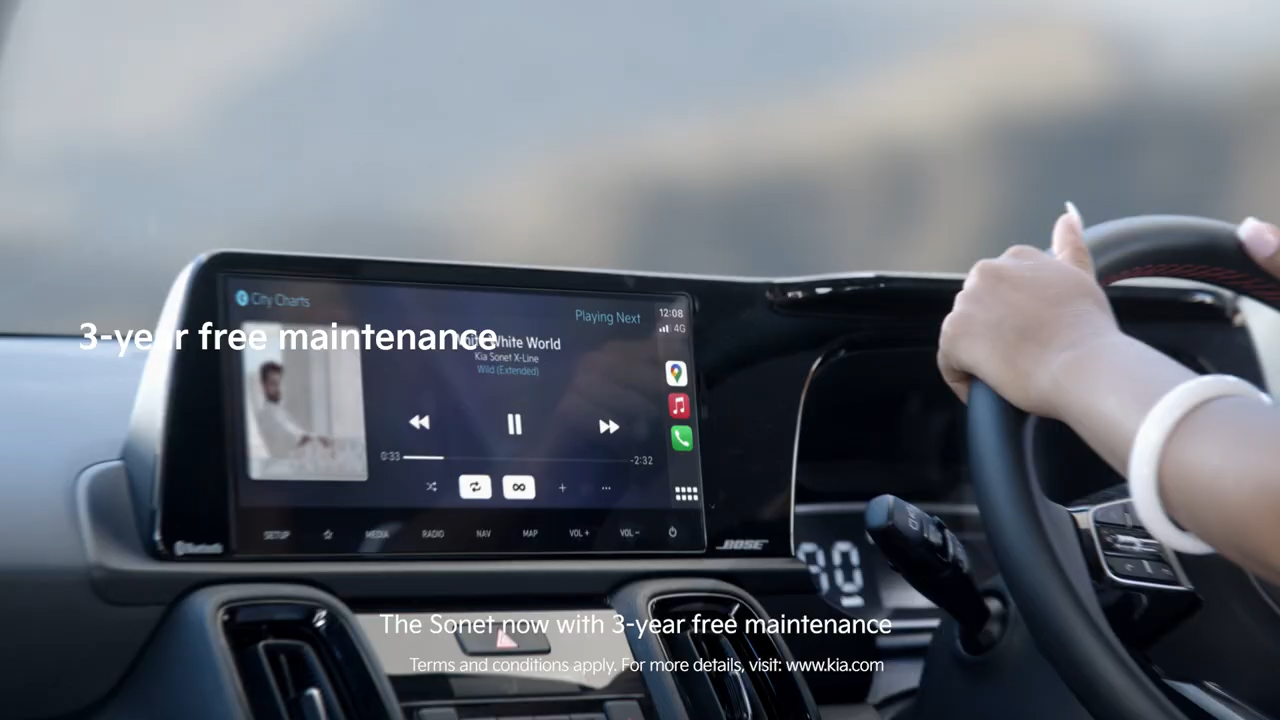 City Charts
Playing Next
12:08
4G
3-year free maintenance
White World
Kia Sonet X-Line
Wild (Extended)
0:33
-2:32
SETUP
MEDIA
RADIO
NAV
MAP
VOL +
VOL -
Bluetooth
BOSE
The Sonet now with 3-year free maintenance
Terms and conditions apply. For more details, visit: www.kia.com